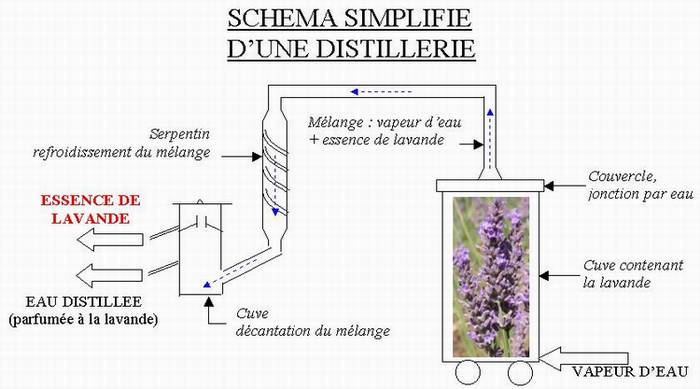 SCHEMA SIMPLIFIE
D'UNE DISTILLERIE
Mélange : vapeur d'eau
+ essence de lavande
Serpentin
refroidissement du mélange
Couvercle,
jonction par eau
ESSENCE DE
LAVANDE
Cuve contenant
la lavande
EAU DISTILLEE
(parfumée à la lavande)
Cuve
décantation du mélange
VAPEUR D'EAU